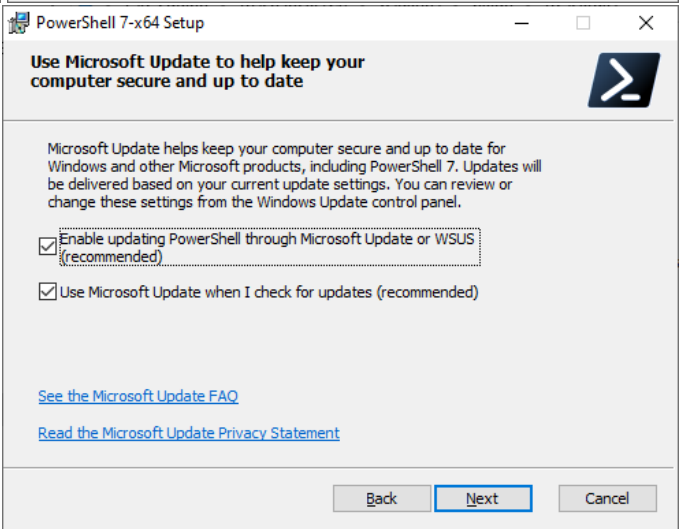 PowerShell 7-x64 Setup
Use Microsoft Update to help keep your
computer secure and up to date
Microsoft Update helps keep your computer secure and up to date for
Windows and other Microsoft products, including PowerShell 7. Updates will
be delivered based on your current update settings. You can review or
change these settings from the Windows Update control panel.
Enable updating PowerShell through Microsoft Update or WSUS
(recommended)
Use Microsoft Update when I check for updates (recommended)
See the Microsoft Update FAQ
Read the Microsoft Update Privacy Statement
Back Next Cancel